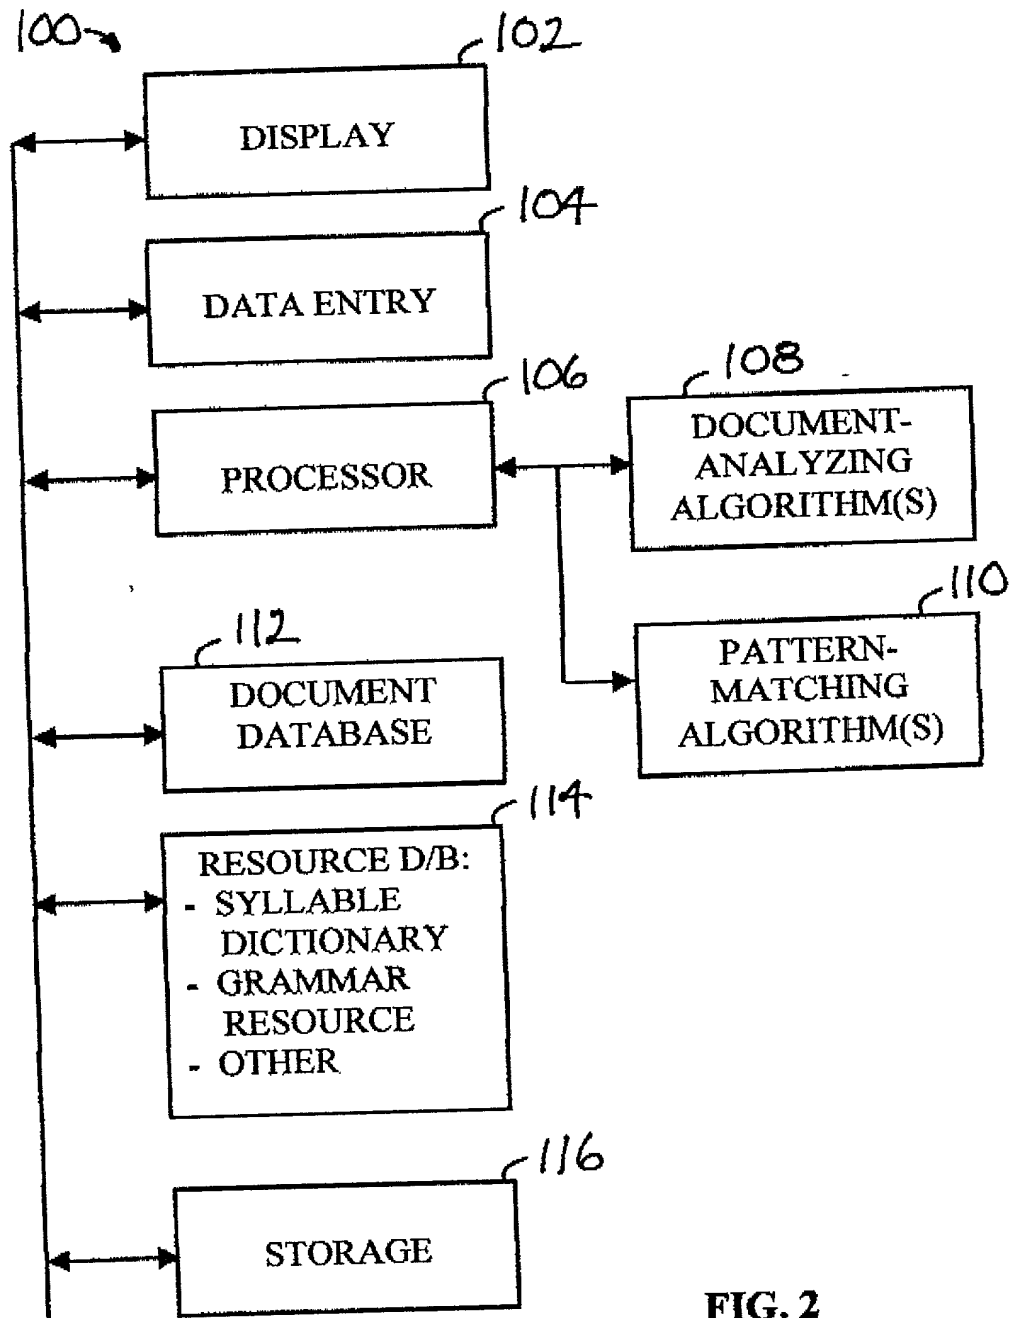 100
102
DISPLAY
104
DATA ENTRY
106
PROCESSOR
108
DOCUMENT-
ANALYZING
ALGORITHM(S)
110
PATTERN-
MATCHING
ALGORITHM(S)
112
DOCUMENT
DATABASE
114
RESOURCE D/B:
- SYLLABLE
DICTIONARY
- GRAMMAR
RESOURCE
- OTHER
116
STORAGE
FIG. 2